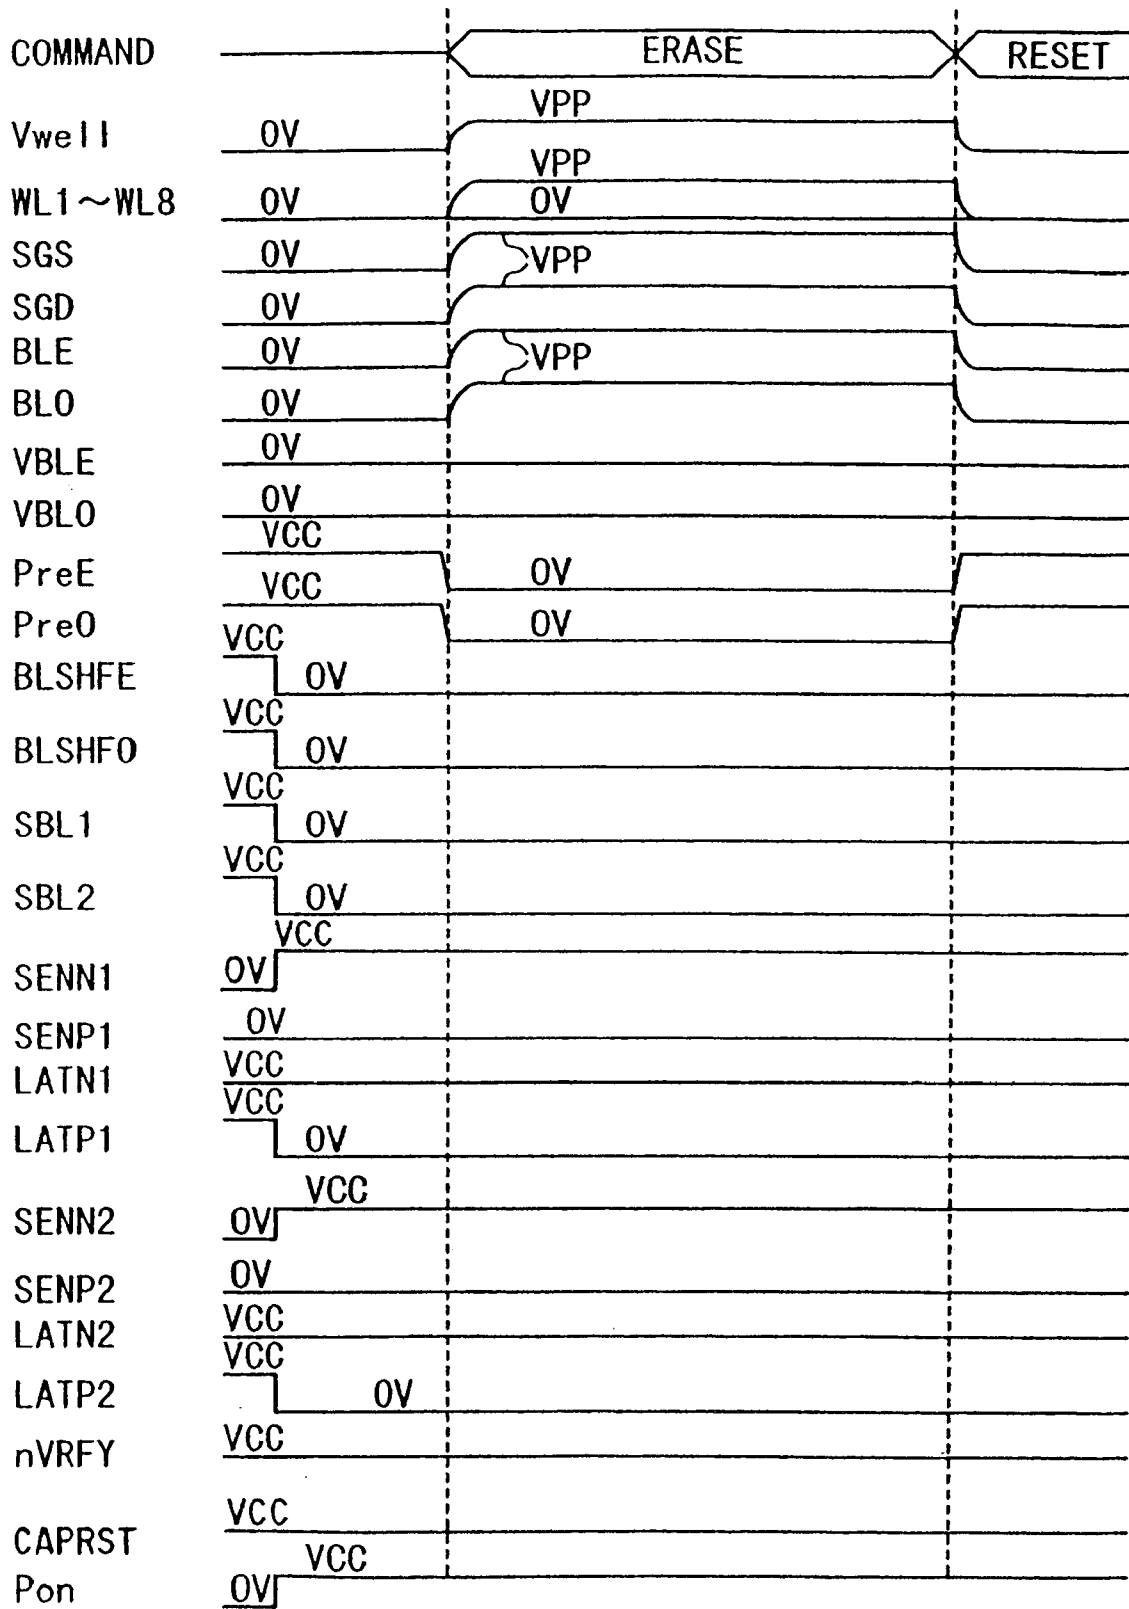 COMMAND ERASE RESET
VPP
Vwell 0V
VPP
WL1~WL8 0V 0V
SGS 0V VPP
SGD 0V
BLE 0V VPP
BLO 0V
VBLE 0V
VBLO 0V
VCC
PreE 0V
VCC
PreO 0V
VCC
BLSHFE 0V
VCC
BLSHFO 0V
VCC
SBL1 0V
VCC
SBL2 0V
VCC
SENN1 0V
SENP1 0V
LATN1 VCC
VCC
LATP1 0V
VCC
SENN2 0V
SENP2 0V
LATN2 VCC
VCC
LATP2 0V
nVRFY VCC
VCC
CAPRST
VCC
Pon 0V